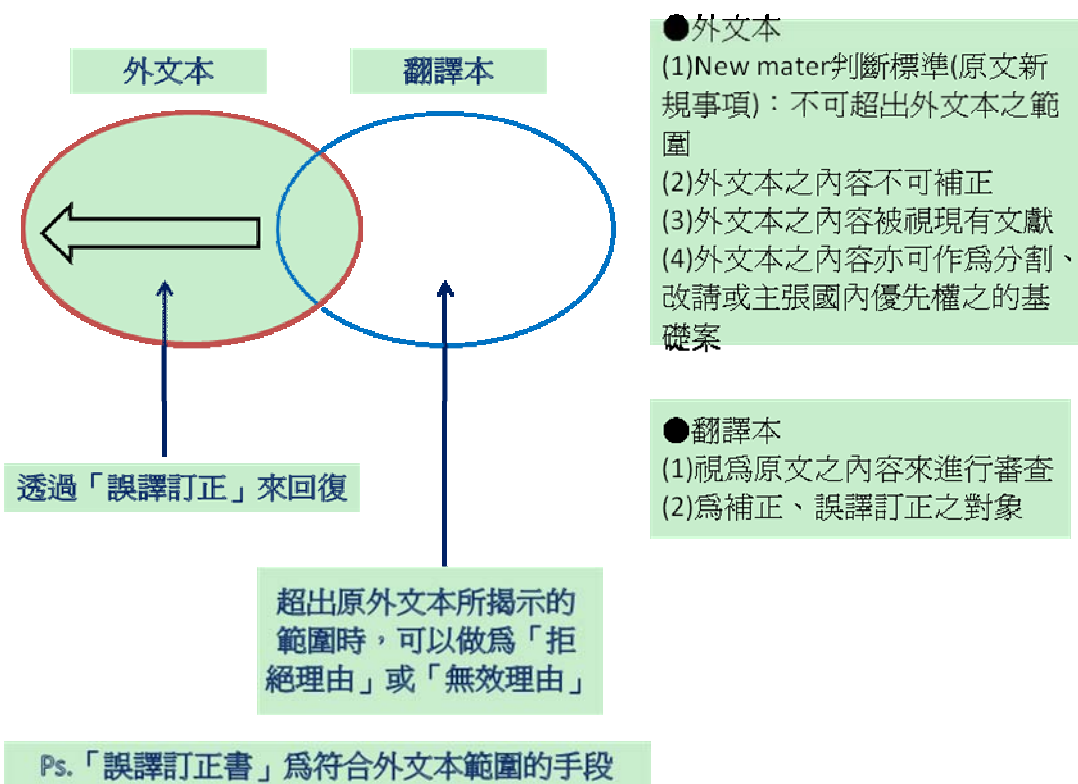 外文本
翻譯本
●外文本
(1)New mater判斷標準(原文新
規事項)：不可超出外文本之範
圍
(2)外文本之內容不可補正
(3)外文本之內容被視現有文獻
(4)外文本之內容亦可作爲分割、
改請或主張國內優先權之的基
礎案
●翻譯本
(1)視爲原文之內容來進行審查
(2)爲補正、誤譯訂正之對象
透過「誤譯訂正」來回復
超出原外文本所揭示的
範圍時，可以做爲「拒
絕理由」或「無效理由」
Ps.「誤譯訂正書」爲符合外文本範圍的手段